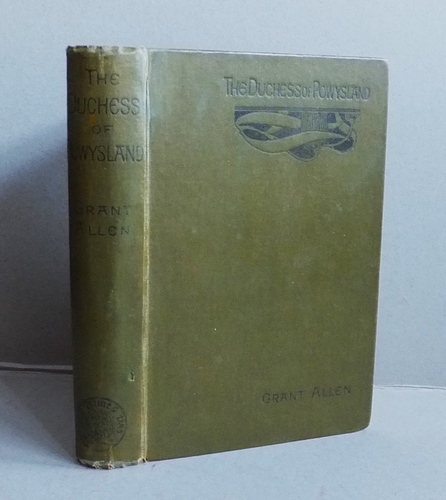 THE
DUCHESS
OF
POWYSLAND
GRANT
ALLEN
THE DUCHESS OF POWYSLAND
GRANT ALLEN